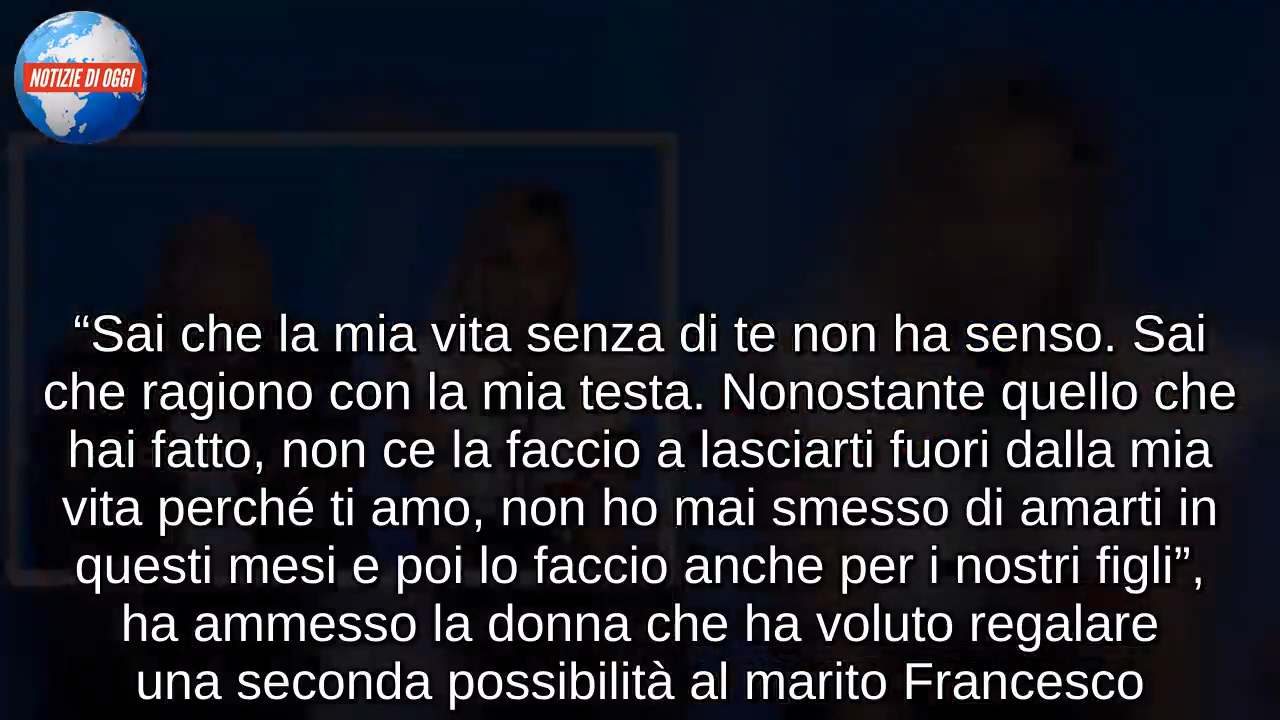 NOTIZIE DI OGGI
“Sai che la mia vita senza di te non ha senso. Sai
che ragiono con la mia testa. Nonostante quello che
hai fatto, non ce la faccio a lasciarti fuori dalla mia
vita perché ti amo, non ho mai smesso di amarti in
questi mesi e poi lo faccio anche per i nostri figli”,
ha ammesso la donna che ha voluto regalare
una seconda possibilità al marito Francesco